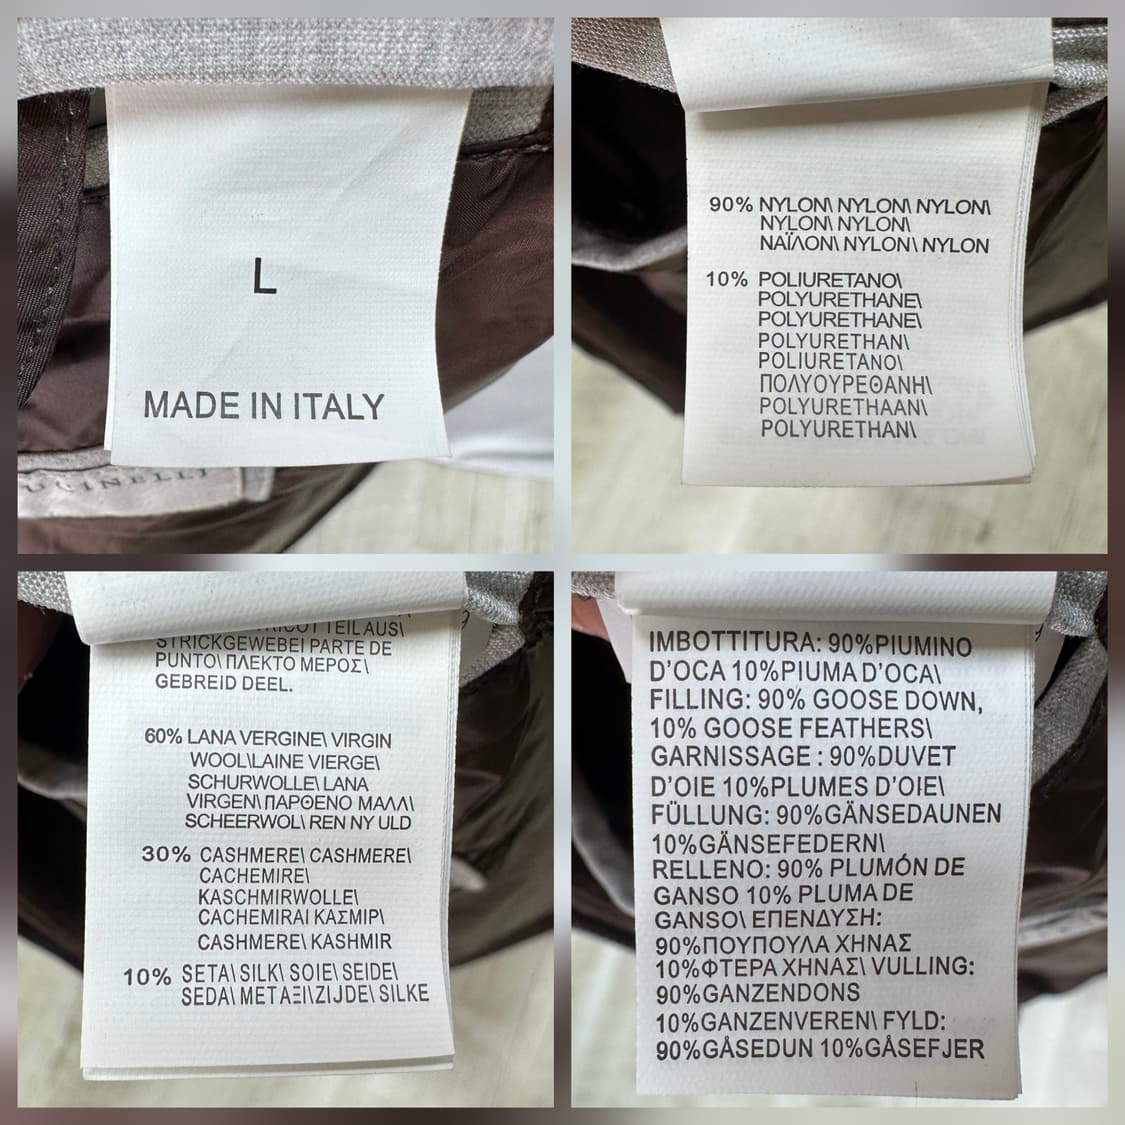 L
MADE IN ITALY
90% NYLON\ NYLON\ NYLON\
NYLON\ NYLON\
ΝΑΪΛΟΝ\ NYLON\ NYLON
10% POLIURETANO\
POLYURETHANE\
POLYURETHANE\
POLYURETHAN\
POLIURETANO\
ΠΟΛΥΟΥΡΕΘΑΝΗ\
POLYURETHAAN\
POLYURETHAN\
TEILAUS\
STRICKGEWEBE\ PARTE DE
PUNTO\ ΠΛΕΚΤΟ ΜΕΡΟΣ\
GEBREID DEEL.
60% LANA VERGINE\ VIRGIN
WOOL\LAINE VIERGE\
SCHURWOLLE\ LANA
VIRGEN\ ΠΑΡΘΕΝΟ ΜΑΛΛ\
SCHEERWOL\ REN NY ULD
30% CASHMERE\ CASHMERE\
CACHEMIRE\
KASCHMIRWOLLE\
CACHEMIRA\ ΚΑΣΜΙΡ\
CASHMERE\ KASHMIR
10% SETA\ SILK\ SOIE\ SEIDE\
SEDA\ ΜΕΤΑΞΙ\ZIJDE\ SILKE
IMBOTTITURA: 90%PIUMINO
D'OCA 10%PIUMA D'OCA\
FILLING: 90% GOOSE DOWN,
10% GOOSE FEATHERS\
GARNISSAGE : 90%DUVET
D'OIE 10%PLUMES D'OIE\
FÜLLUNG: 90%GÄNSEDAUNEN
10%GÄNSEFEDERN\
RELLENO: 90% PLUMÓN DE
GANSO 10% PLUMA DE
GANSO\ ΕΠΕΝΔΥΣΗ:
90%ΠΟΥΠΟΥΛΑ ΧΗΝΑΣ
10%ΦΤΕΡΑ ΧΗΝΑΣ\ VULLING:
90%GANZENDONS
10%GANZENVEREN\ FYLD:
90%GÅSEDUN 10%GÅSEFJER